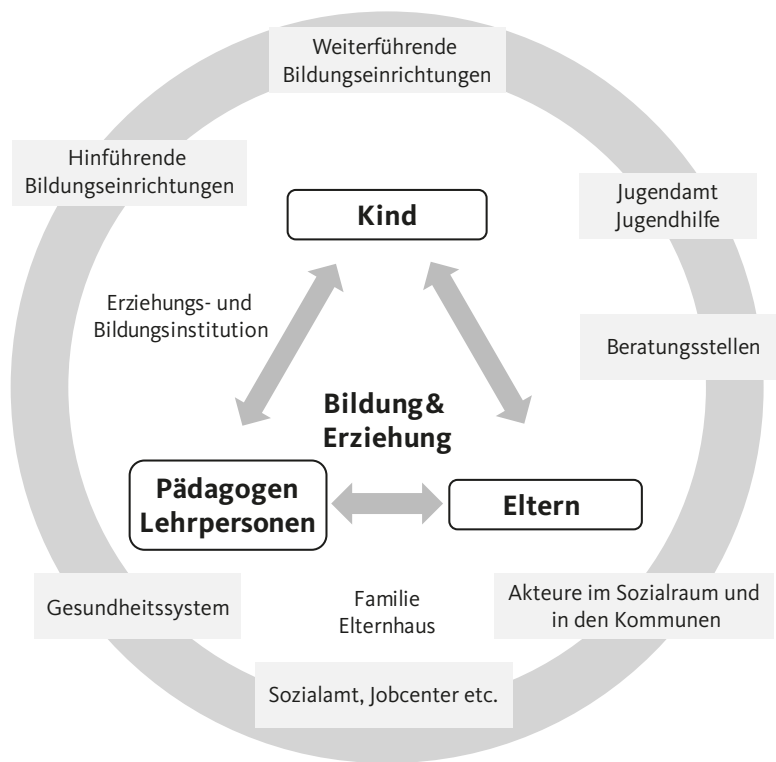 Weiterführende
Bildungseinrichtungen
Hinführende
Bildungseinrichtungen
Jugendamt
Jugendhilfe
Kind
Erziehungs- und
Bildungsinstitution
Beratungsstellen
Bildung&
Erziehung
Pädagogen
Lehrpersonen
Eltern
Gesundheitssystem
Familie
Elternhaus
Akteure im Sozialraum und
in den Kommunen
Sozialamt, Jobcenter etc.